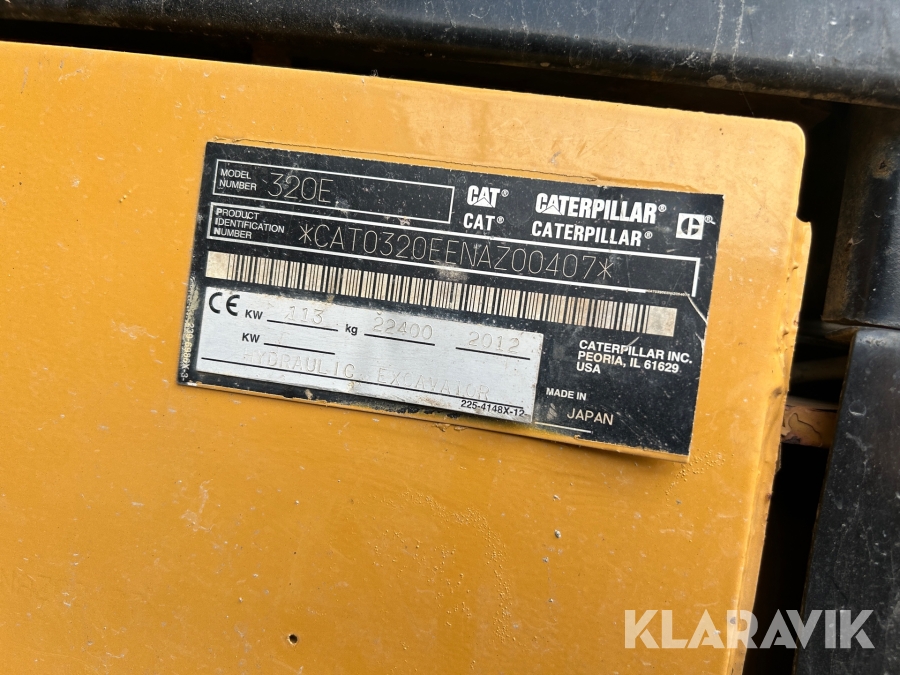 MODEL NUMBER 320E
CAT® CATERPILLAR®
CAT® CATERPILLAR®
PRODUCT IDENTIFICATION NUMBER *CAT0320EENAZ00407*
CE KW 113 kg 22400 2012
KW
HYDRAULIC EXCAVATOR
225-4148X-12
CATERPILLAR INC.
PEORIA, IL 61629
USA
MADE IN
JAPAN
KLARAVIK